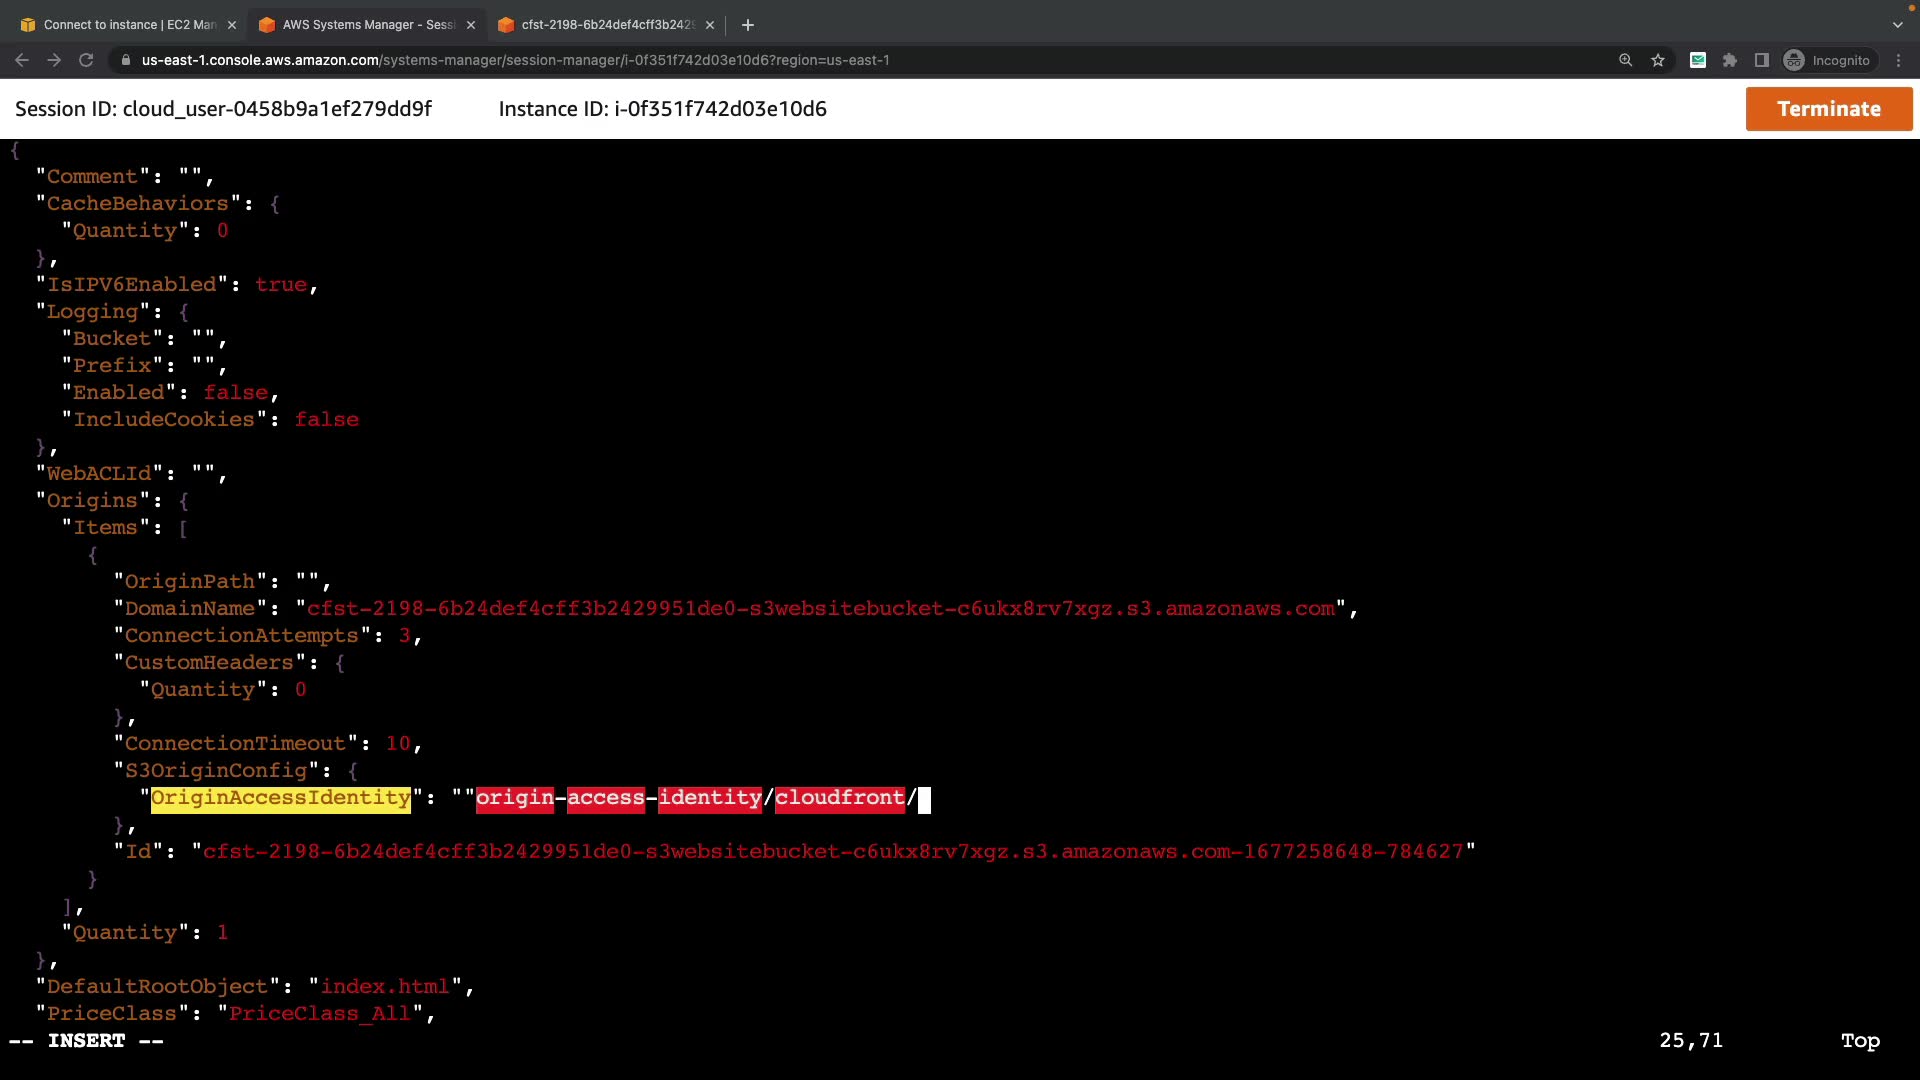 Connect to instance | EC2 Man
AWS Systems Manager - Sessi
cfst-2198-6b24def4cff3b2429
us-east-1.console.aws.amazon.com/systems-manager/session-manager/i-0f351f742d03e10d6?region=us-east-1
Incognito
Session ID: cloud_user-0458b9a1ef279dd9f Instance ID: i-0f351f742d03e10d6
Terminate
{
"Comment": "",
"CacheBehaviors": {
"Quantity": 0
},
"IsIPV6Enabled": true,
"Logging": {
"Bucket": "",
"Prefix": "",
"Enabled": false,
"IncludeCookies": false
},
"WebACLId": "",
"Origins": {
"Items": [
{
"OriginPath": "",
"DomainName": "cfst-2198-6b24def4cff3b2429951de0-s3websitebucket-c6ukx8rv7xgz.s3.amazonaws.com",
"ConnectionAttempts": 3,
"CustomHeaders": {
"Quantity": 0
},
"ConnectionTimeout": 10,
"S3OriginConfig": {
"OriginAccessIdentity": ""origin-access-identity/cloudfront/
},
"Id": "cfst-2198-6b24def4cff3b2429951de0-s3websitebucket-c6ukx8rv7xgz.s3.amazonaws.com-1677258648-784627"
}
],
"Quantity": 1
},
"DefaultRootObject": "index.html",
"PriceClass": "PriceClass_All",
-- INSERT -- 25,71 Top